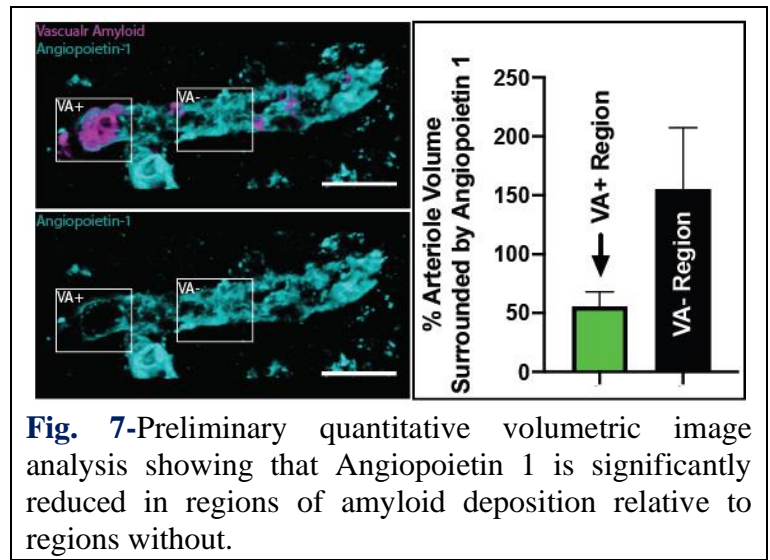 Vascualr Amyloid
Angiopoietin-1
VA+
VA-
Angiopoietin-1
VA+
VA-
% Arteriole Volume
Surrounded by Angiopoietin 1
250
200
150
100
50
0
VA+ Region
VA- Region
Fig. 7-Preliminary quantitative volumetric image
analysis showing that Angiopoietin 1 is significantly
reduced in regions of amyloid deposition relative to
regions without.